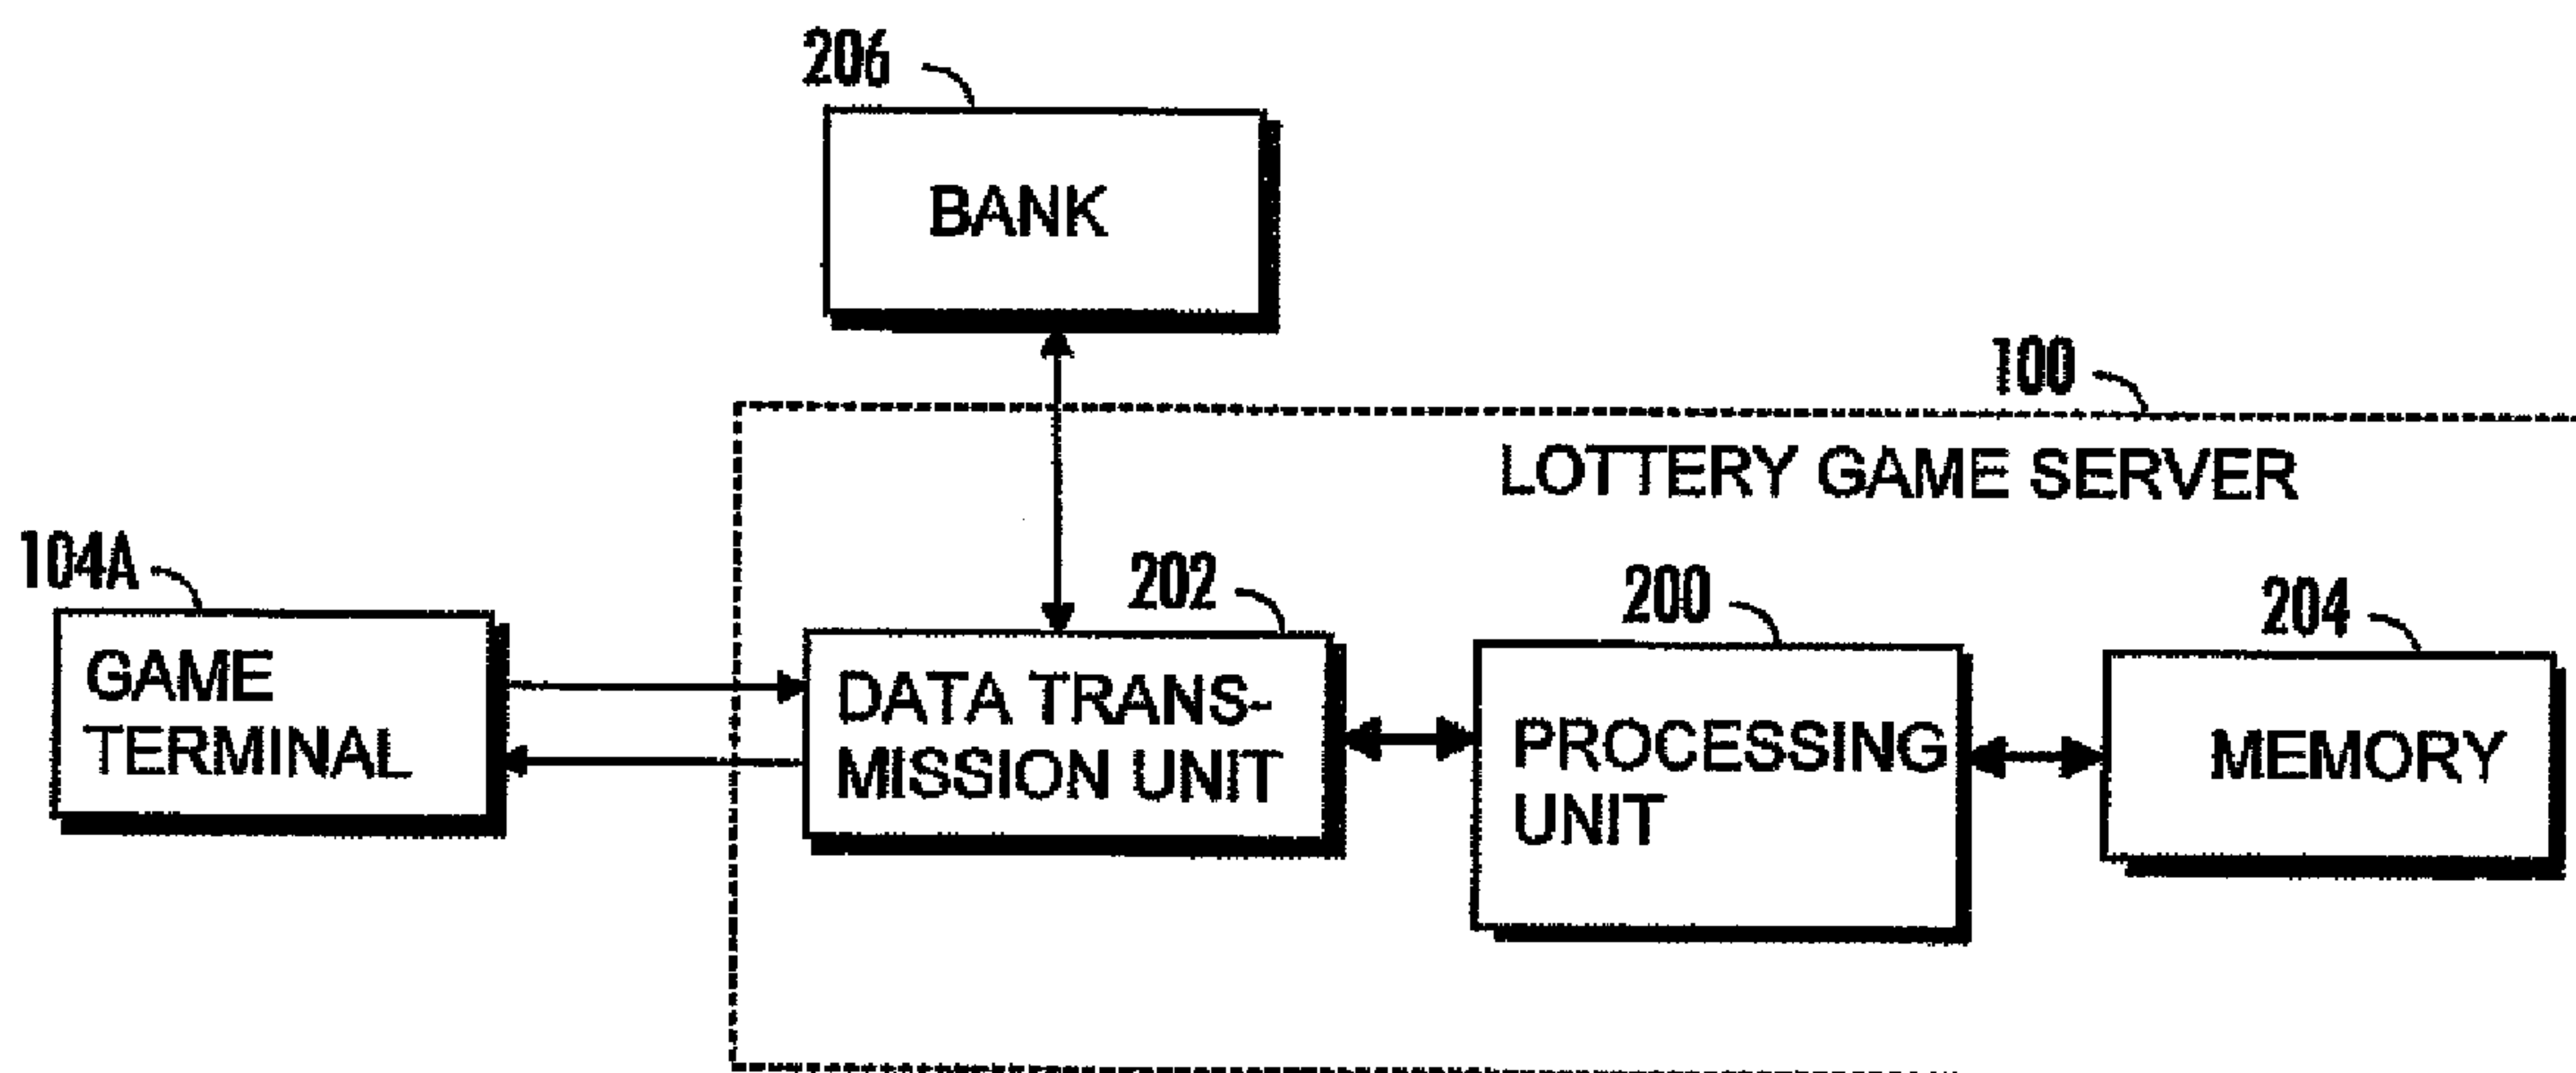 206
BANK
100
LOTTERY GAME SERVER
104A
202
200
204
GAME
TERMINAL
DATA TRANS-
MISSION UNIT
PROCESSING
UNIT
MEMORY